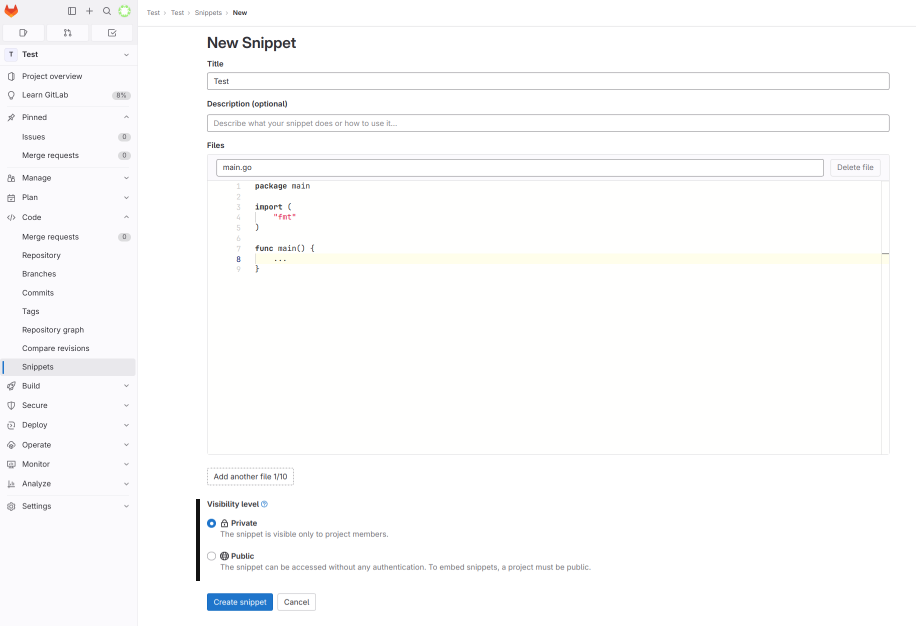 Test › Test › Snippets › New
T Test
Project overview
Learn GitLab 8%
Pinned
Issues 0
Merge requests 0
Manage
Plan
Code
Merge requests 0
Repository
Branches
Commits
Tags
Repository graph
Compare revisions
Snippets
Build
Secure
Deploy
Operate
Monitor
Analyze
Settings
New Snippet
Title
Test
Description (optional)
Describe what your snippet does or how to use it...
Files
main.go Delete file
1 package main
2
3 import (
4 "fmt"
5 )
6
7 func main() {
8 ...
9 }
Add another file 1/10
Visibility level
Private
The snippet is visible only to project members.
Public
The snippet can be accessed without any authentication. To embed snippets, a project must be public.
Create snippet Cancel